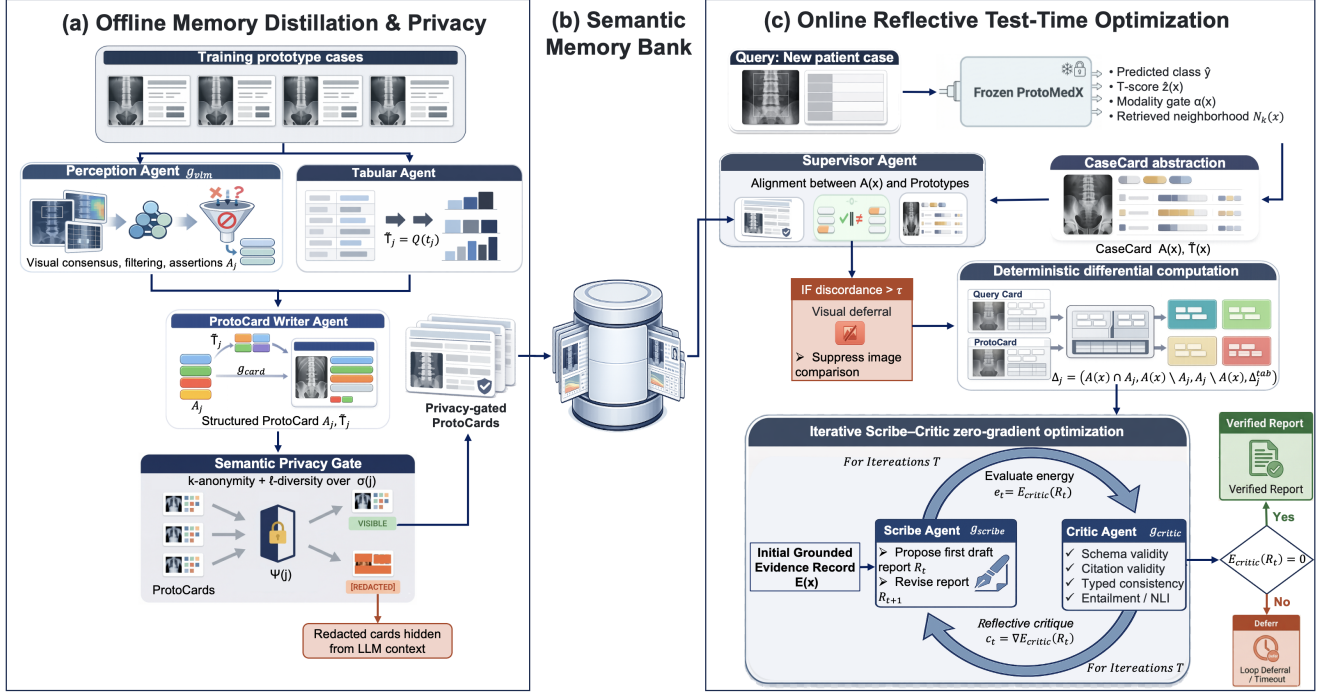 (a) Offline Memory Distillation & Privacy
Training prototype cases
Perception Agent g_vlm
Visual consensus, filtering, assertions A_j
Tabular Agent
T̃_j = Q(t_j)
ProtoCard Writer Agent
T̃_j
g_card
A_j
Structured ProtoCard A_j, T̃_j
Privacy-gated
ProtoCards
Semantic Privacy Gate
k-anonymity + ℓ-diversity over σ(j)
ProtoCards
Ψ(j)
VISIBLE
[REDACTED]
Redacted cards hidden
from LLM context
(b) Semantic
Memory Bank
(c) Online Reflective Test-Time Optimization
Query: New patient case
Frozen ProtoMedX
• Predicted class ŷ
• T-score ẑ(x)
• Modality gate α(x)
• Retrieved neighborhood N_k(x)
Supervisor Agent
Alignment between A(x) and Prototypes
CaseCard abstraction
CaseCard A(x), T̃(x)
IF discordance > τ
Visual deferral
➢ Suppress image
comparison
Deterministic differential computation
Query Card
ProtoCard
Δ_j = (A(x) ∩ A_j, A(x) \ A_j, A_j \ A(x), Δ_j^tab)
Iterative Scribe–Critic zero-gradient optimization
For Itereations T
Evaluate energy
e_t = E_critic(R_t)
Initial Grounded
Evidence Record
E(x)
Scribe Agent g_scribe
➢ Propose first draft
report R_t
➢ Revise report
R_t+1
Critic Agent g_critic
✓ Schema validity
✓ Citation validity
✓ Typed consistency
✓ Entailment / NLI
Reflective critique
c_t = ∇E_critic(R_t)
For Itereations T
Verified Report
Verified Report
Yes
E_critic(R_t) = 0
No
Deferr
Loop Deferral
/ Timeout